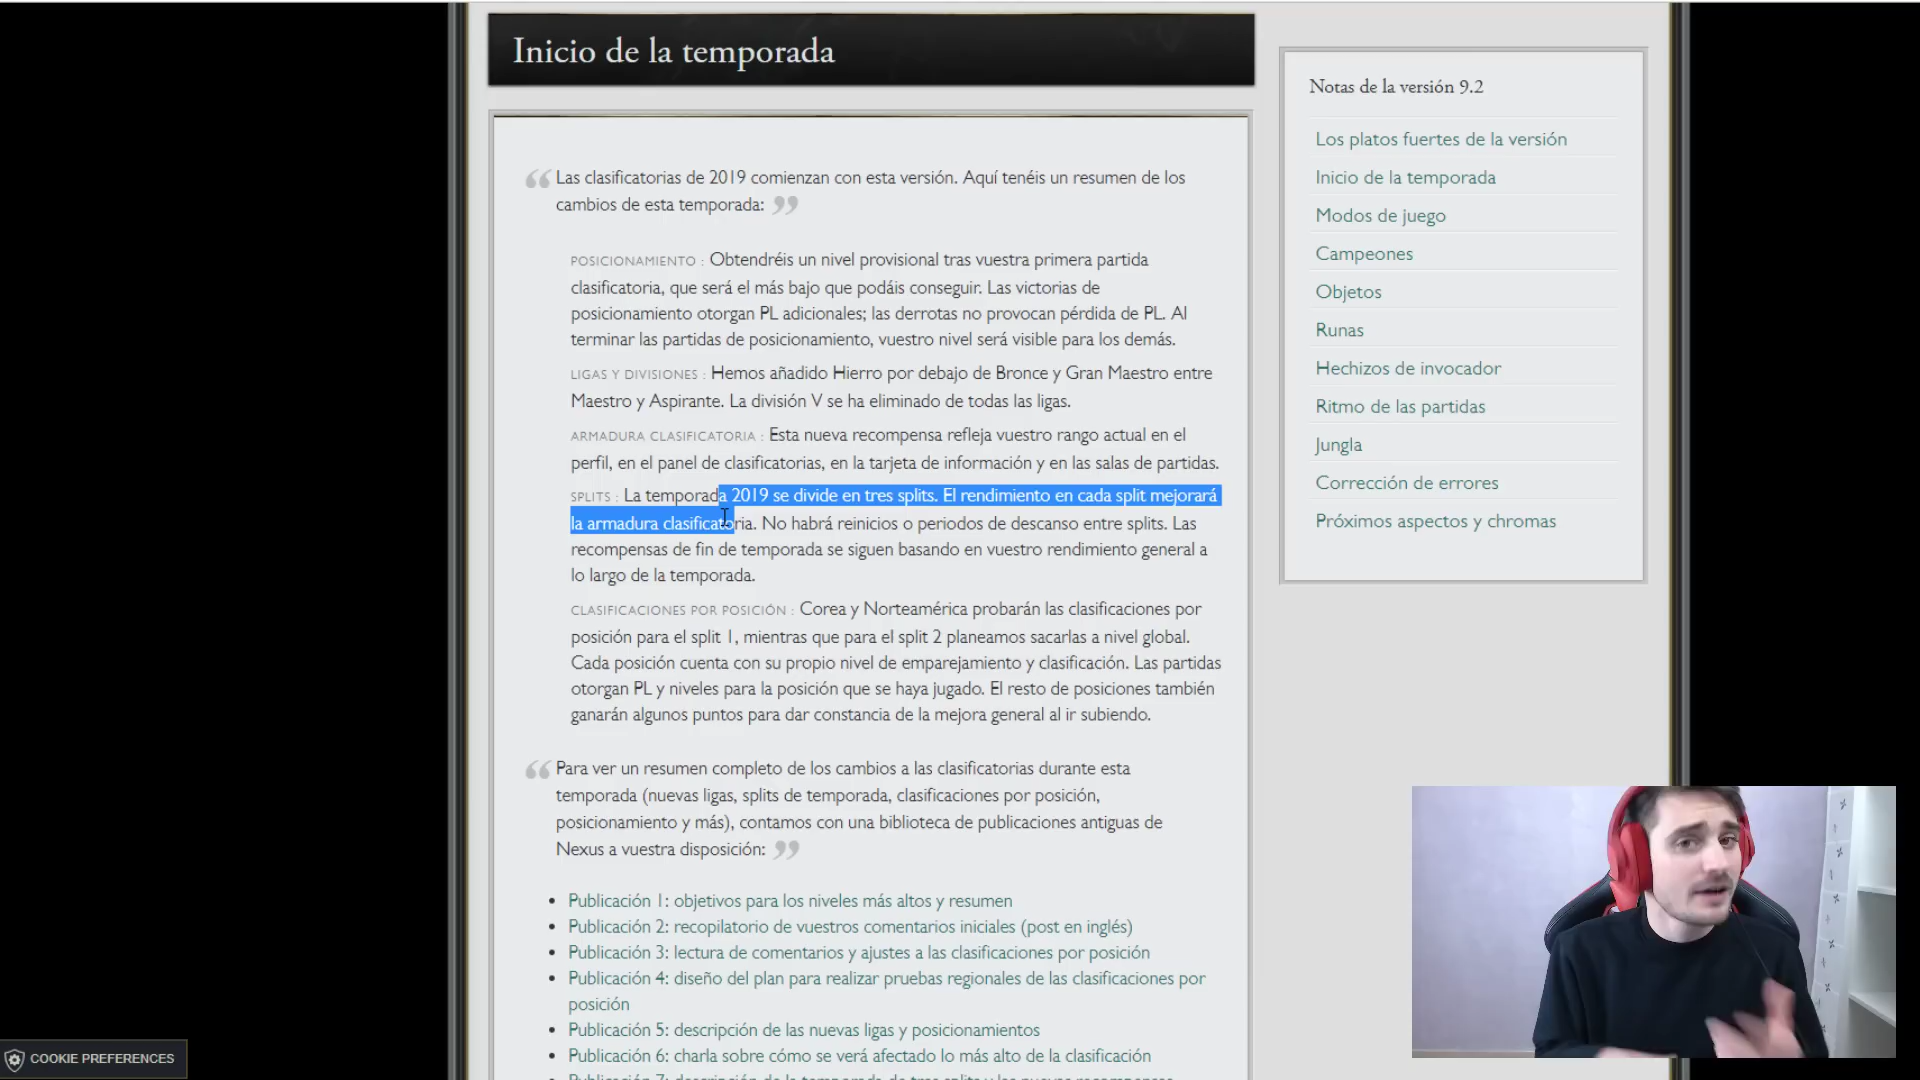 Inicio de la temporada
Las clasificatorias de 2019 comienzan con esta versión. Aquí tenéis un resumen de los
cambios de esta temporada:
POSICIONAMIENTO : Obtendréis un nivel provisional tras vuestra primera partida
clasificatoria, que será el más bajo que podáis conseguir. Las victorias de
posicionamiento otorgan PL adicionales; las derrotas no provocan pérdida de PL. Al
terminar las partidas de posicionamiento, vuestro nivel será visible para los demás.
LIGAS Y DIVISIONES : Hemos añadido Hierro por debajo de Bronce y Gran Maestro entre
Maestro y Aspirante. La división V se ha eliminado de todas las ligas.
ARMADURA CLASIFICATORIA : Esta nueva recompensa refleja vuestro rango actual en el
perfil, en el panel de clasificatorias, en la tarjeta de información y en las salas de partidas.
SPLITS : La temporada 2019 se divide en tres splits. El rendimiento en cada split mejorará
la armadura clasificatoria. No habrá reinicios o periodos de descanso entre splits. Las
recompensas de fin de temporada se siguen basando en vuestro rendimiento general a
lo largo de la temporada.
CLASIFICACIONES POR POSICIÓN : Corea y Norteamérica probarán las clasificaciones por
posición para el split 1, mientras que para el split 2 planeamos sacarlas a nivel global.
Cada posición cuenta con su propio nivel de emparejamiento y clasificación. Las partidas
otorgan PL y niveles para la posición que se haya jugado. El resto de posiciones también
ganarán algunos puntos para dar constancia de la mejora general al ir subiendo.
Para ver un resumen completo de los cambios a las clasificatorias durante esta
temporada (nuevas ligas, splits de temporada, clasificaciones por posición,
posicionamiento y más), contamos con una biblioteca de publicaciones antiguas de
Nexus a vuestra disposición:
Publicación 1: objetivos para los niveles más altos y resumen
Publicación 2: recopilatorio de vuestros comentarios iniciales (post en inglés)
Publicación 3: lectura de comentarios y ajustes a las clasificaciones por posición
Publicación 4: diseño del plan para realizar pruebas regionales de las clasificaciones por
posición
Publicación 5: descripción de las nuevas ligas y posicionamientos
Publicación 6: charla sobre cómo se verá afectado lo más alto de la clasificación
Publicación 7: descripción de la temporada de tres splits y las nuevas recompensas
Notas de la versión 9.2
Los platos fuertes de la versión
Inicio de la temporada
Modos de juego
Campeones
Objetos
Runas
Hechizos de invocador
Ritmo de las partidas
Jungla
Corrección de errores
Próximos aspectos y chromas
COOKIE PREFERENCES